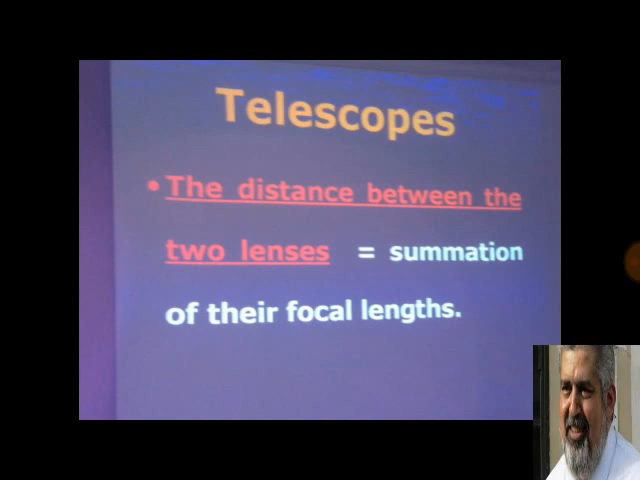 Telescopes
• The distance between the
two lenses = summation
of their focal lengths.